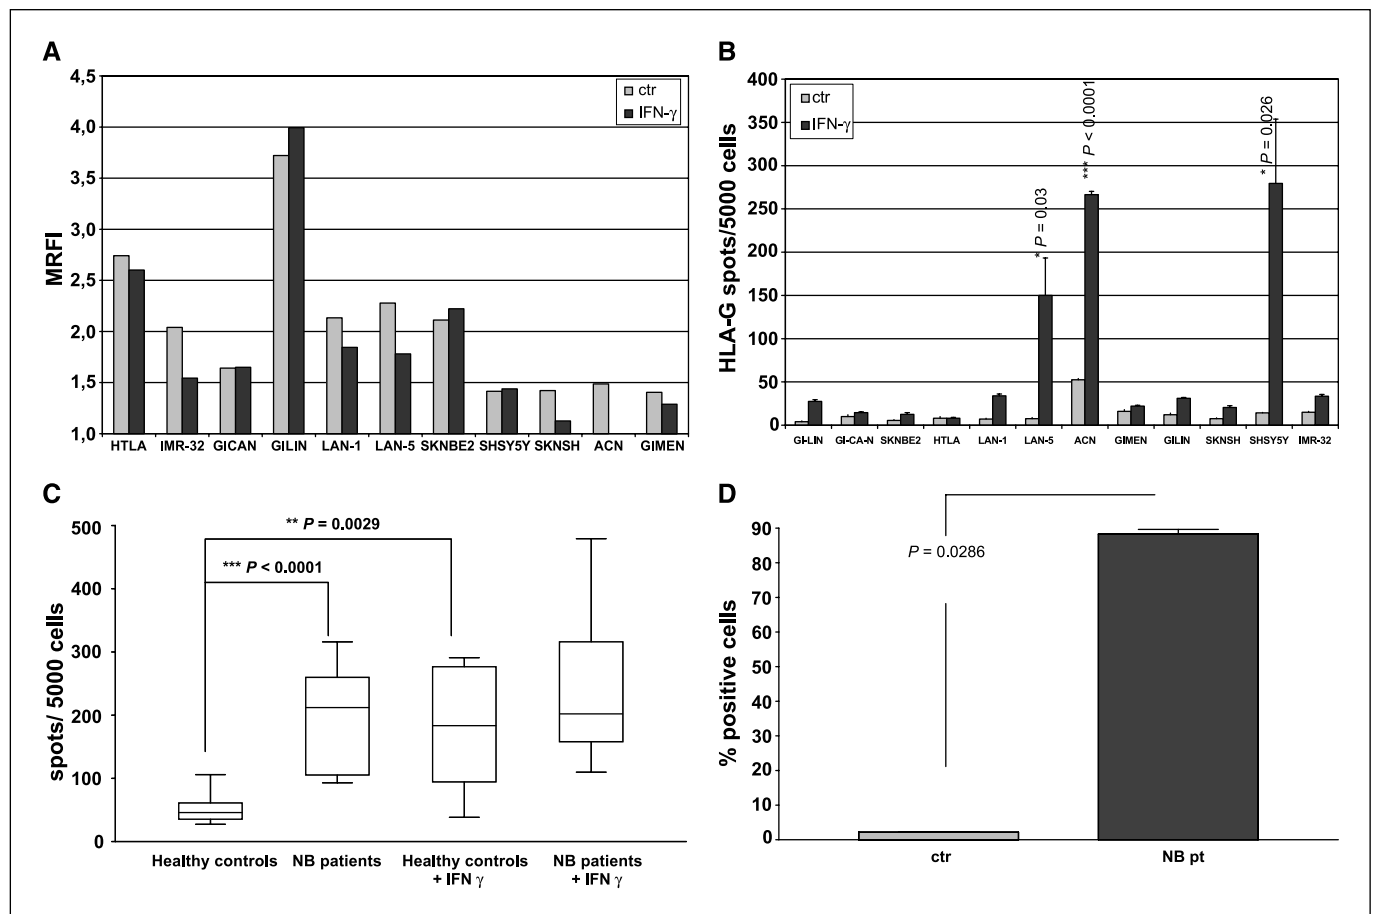 A
MRFI
4,5
4,0
3,5
3,0
2,5
2,0
1,5
1,0
ctr
IFN-γ
HTLA IMR-32 GICAN GILIN LAN-1 LAN-5 SKNBE2 SHSY5Y SKNSH ACN GIMEN
B
HLA-G spots/5000 cells
400
350
300
250
200
150
100
50
0
ctr
IFN-γ
* P = 0.03
*** P < 0.0001
* P = 0.026
GI-LIN GI-CA-N SKNBE2 HTLA LAN-1 LAN-5 ACN GIMEN GILIN SKNSH SHSY5Y IMR-32
C
spots/ 5000 cells
500
400
300
200
100
0
** P = 0.0029
*** P < 0.0001
Healthy controls NB patients Healthy controls NB patients
+ IFN γ + IFN γ
D
% positive cells
90
80
70
60
50
40
30
20
10
0
P = 0.0286
ctr NB pt